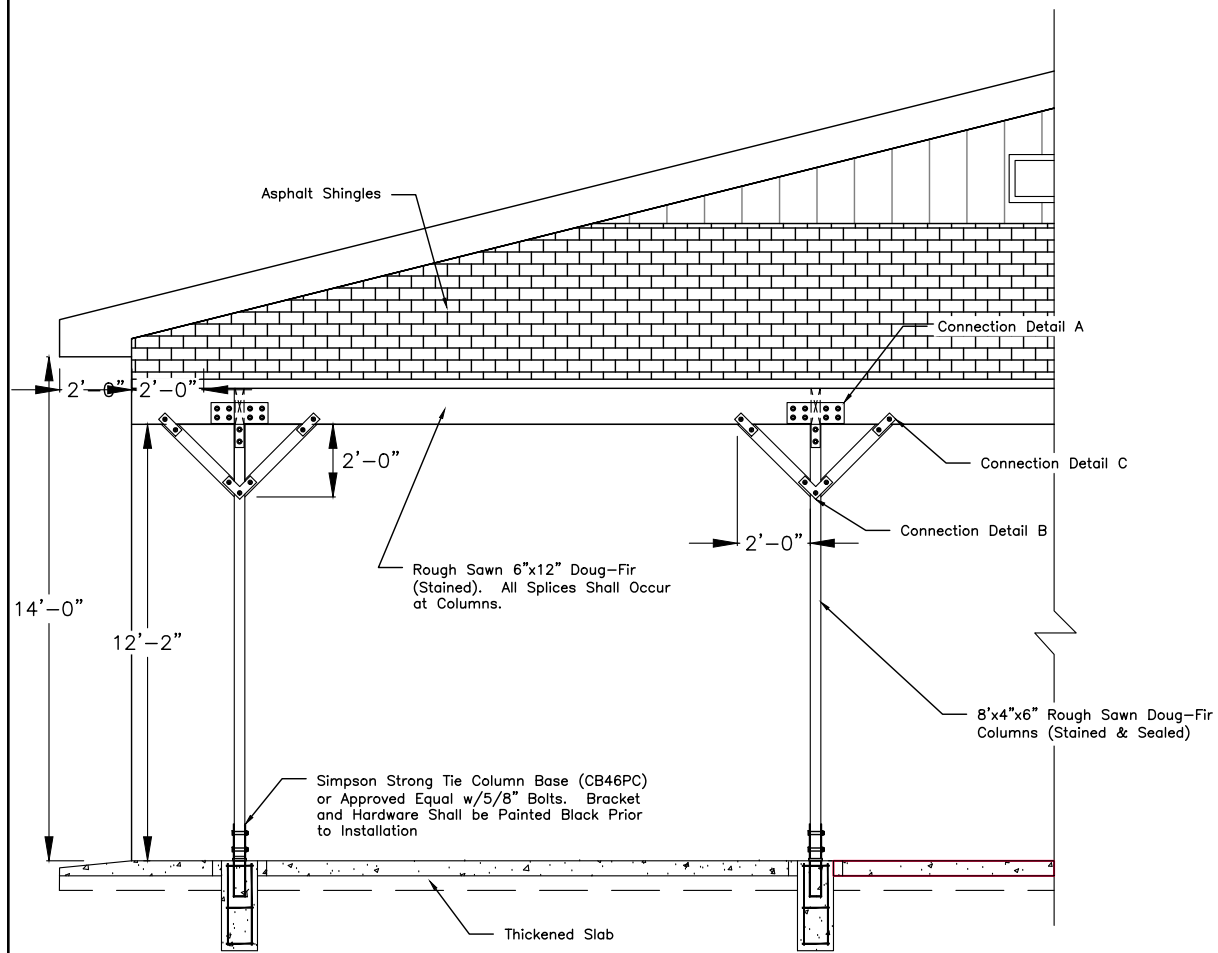 Asphalt Shingles
Connection Detail A
2'-0"
2'-0"
2'-0"
Connection Detail C
Connection Detail B
2'-0"
Rough Sawn 6"x12" Doug-Fir
(Stained). All Splices Shall Occur
at Columns.
14'-0"
12'-2"
8'x4"x6" Rough Sawn Doug-Fir
Columns (Stained & Sealed)
Simpson Strong Tie Column Base (CB46PC)
or Approved Equal w/5/8" Bolts. Bracket
and Hardware Shall be Painted Black Prior
to Installation
Thickened Slab